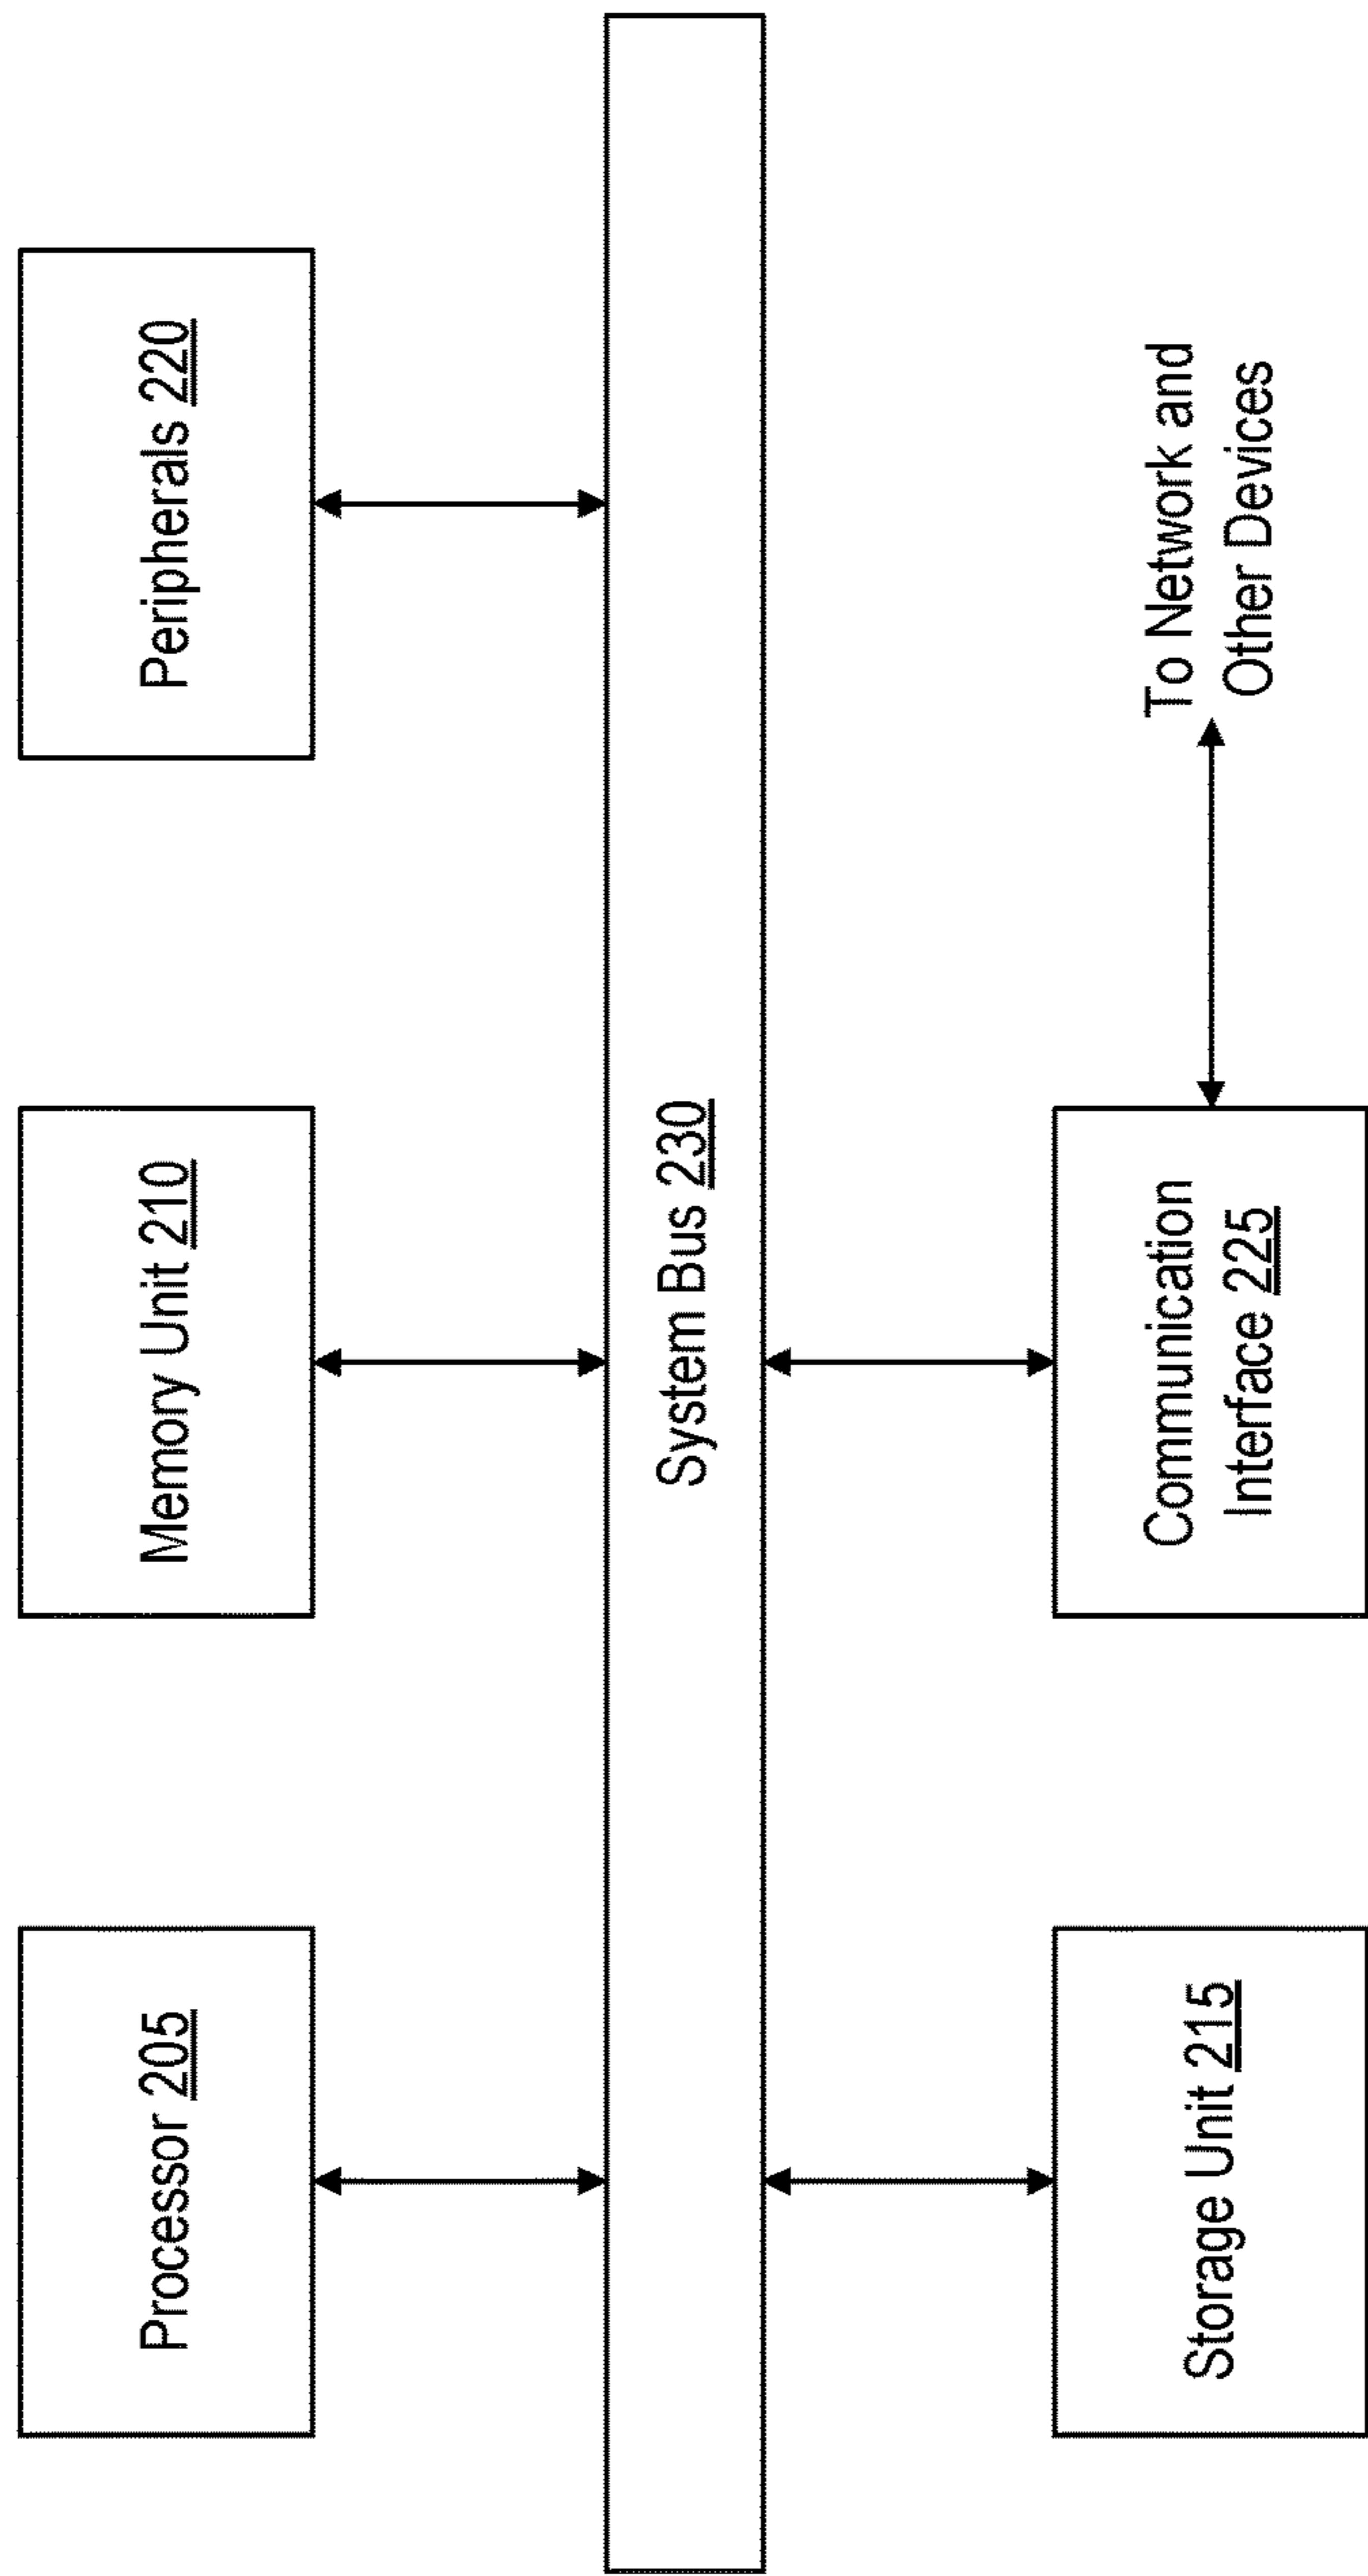 Processor 205
Memory Unit 210
Peripherals 220
System Bus 230
Storage Unit 215
Communication
Interface 225
To Network and
Other Devices